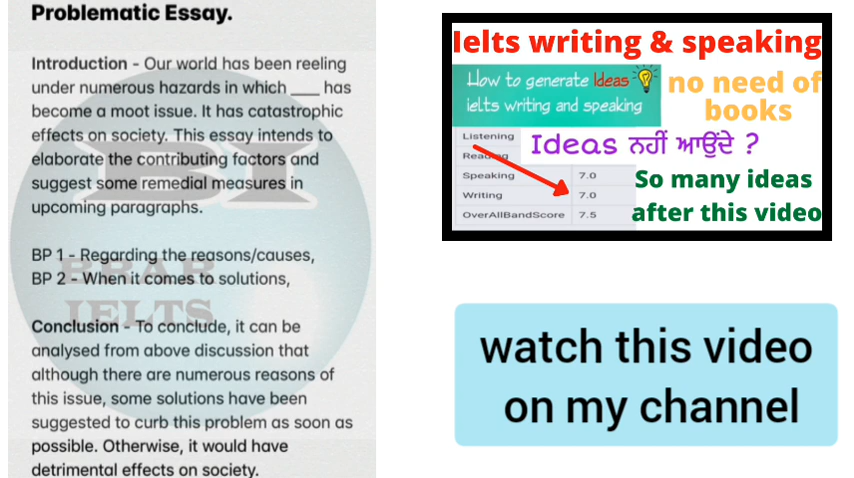 Problematic Essay.
Introduction - Our world has been reeling
under numerous hazards in which ___ has
become a moot issue. It has catastrophic
effects on society. This essay intends to
elaborate the contributing factors and
suggest some remedial measures in
upcoming paragraphs.
BP 1 - Regarding the reasons/causes,
BP 2 - When it comes to solutions,
Conclusion - To conclude, it can be
analysed from above discussion that
although there are numerous reasons of
this issue, some solutions have been
suggested to curb this problem as soon as
possible. Otherwise, it would have
detrimental effects on society.
BI
BRAR
IELTS
Ielts writing & speaking
How to generate Ideas
ielts writing and speaking
no need of
books
Listening
Reading
Speaking 7.0
Writing 7.0
OverAllBandScore 7.5
Ideas ਨਹੀਂ ਆਉਂਦੇ ?
So many ideas
after this video
watch this video
on my channel